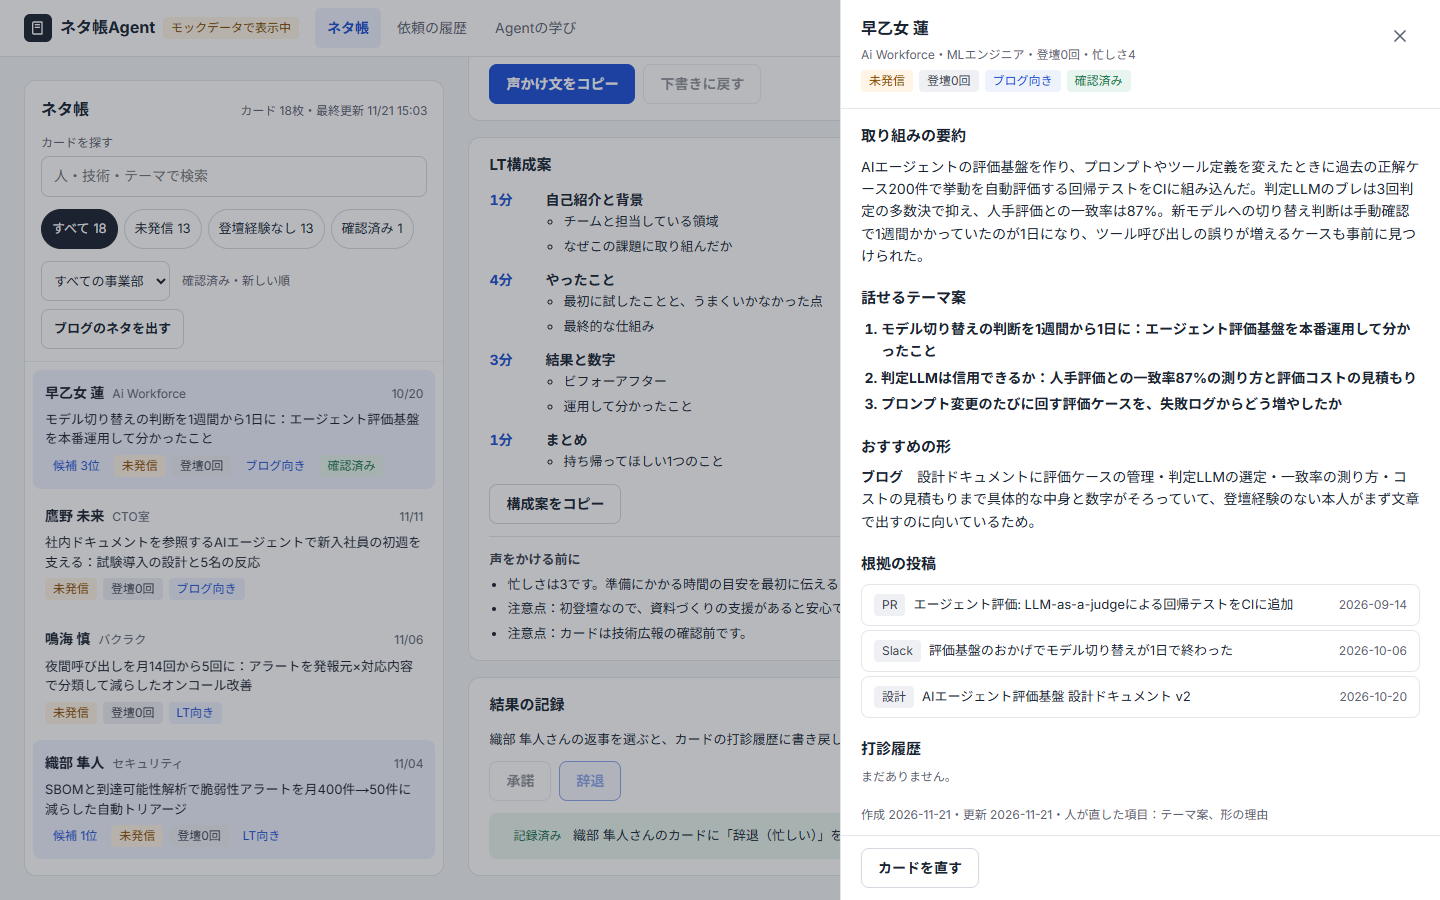 ネタ帳Agent
モックデータで表示中
ネタ帳
依頼の履歴
Agentの学び
ネタ帳
カード 18枚・最終更新 11/21 15:03
カードを探す
人・技術・テーマで検索
すべて 18
未発信 13
登壇経験なし 13
確認済み 1
すべての事業部
確認済み・新しい順
ブログのネタを出す
早乙女 蓮 Ai Workforce 10/20
モデル切り替えの判断を1週間から1日に：エージェント評価基盤
を本番運用して分かったこと
候補 3位 未発信 登壇0回 ブログ向き 確認済み
鷹野 未来 CTO室 11/11
社内ドキュメントを参照するAIエージェントで新入社員の初週を
支える：試験導入の設計と5名の反応
未発信 登壇0回 ブログ向き
鳴海 慎 バクラク 11/06
夜間呼び出しを月14回から5回に：アラートを発報元×対応内容
で分類して減らしたオンコール改善
未発信 登壇0回 LT向き
織部 隼人 セキュリティ 11/04
SBOMと到達可能性解析で脆弱性アラートを月400件→50件に
減らした自動トリアージ
候補 1位 未発信 登壇0回 LT向き
声かけ文をコピー
下書きに戻す
LT構成案
1分 自己紹介と背景
チームと担当している領域
なぜこの課題に取り組んだか
4分 やったこと
最初に試したことと、うまくいかなかった点
最終的な仕組み
3分 結果と数字
ビフォーアフター
運用して分かったこと
1分 まとめ
持ち帰ってほしい1つのこと
構成案をコピー
声をかける前に
忙しさは3です。準備にかかる時間の目安を最初に伝える
注意点：初登壇なので、資料づくりの支援があると安心で
注意点：カードは技術広報の確認前です。
結果の記録
織部 隼人さんの返事を選ぶと、カードの打診履歴に書き戻し
承諾
辞退
記録済み 織部 隼人さんのカードに「辞退（忙しい）」を
早乙女 蓮
Ai Workforce・MLエンジニア・登壇0回・忙しさ4
未発信 登壇0回 ブログ向き 確認済み
取り組みの要約
AIエージェントの評価基盤を作り、プロンプトやツール定義を変えたときに過去の正解ケ
ース200件で挙動を自動評価する回帰テストをCIに組み込んだ。判定LLMのブレは3回判
定の多数決で抑え、人手評価との一致率は87%。新モデルへの切り替え判断は手動確認
で1週間かかっていたのが1日になり、ツール呼び出しの誤りが増えるケースも事前に見つ
けられた。
話せるテーマ案
1. モデル切り替えの判断を1週間から1日に：エージェント評価基盤を本番運用して分か
ったこと
2. 判定LLMは信用できるか：人手評価との一致率87%の測り方と評価コストの見積もり
3. プロンプト変更のたびに回す評価ケースを、失敗ログからどう増やしたか
おすすめの形
ブログ 設計ドキュメントに評価ケースの管理・判定LLMの選定・一致率の測り方・コ
ストの見積もりまで具体的な中身と数字がそろっていて、登壇経験のない本人がまず文章
で出すのに向いているため。
根拠の投稿
PR エージェント評価: LLM-as-a-judgeによる回帰テストをCIに追加 2026-09-14
Slack 評価基盤のおかげでモデル切り替えが1日で終わった 2026-10-06
設計 AIエージェント評価基盤 設計ドキュメント v2 2026-10-20
打診履歴
まだありません。
作成 2026-11-21・更新 2026-11-21・人が直した項目：テーマ案、形の理由
カードを直す